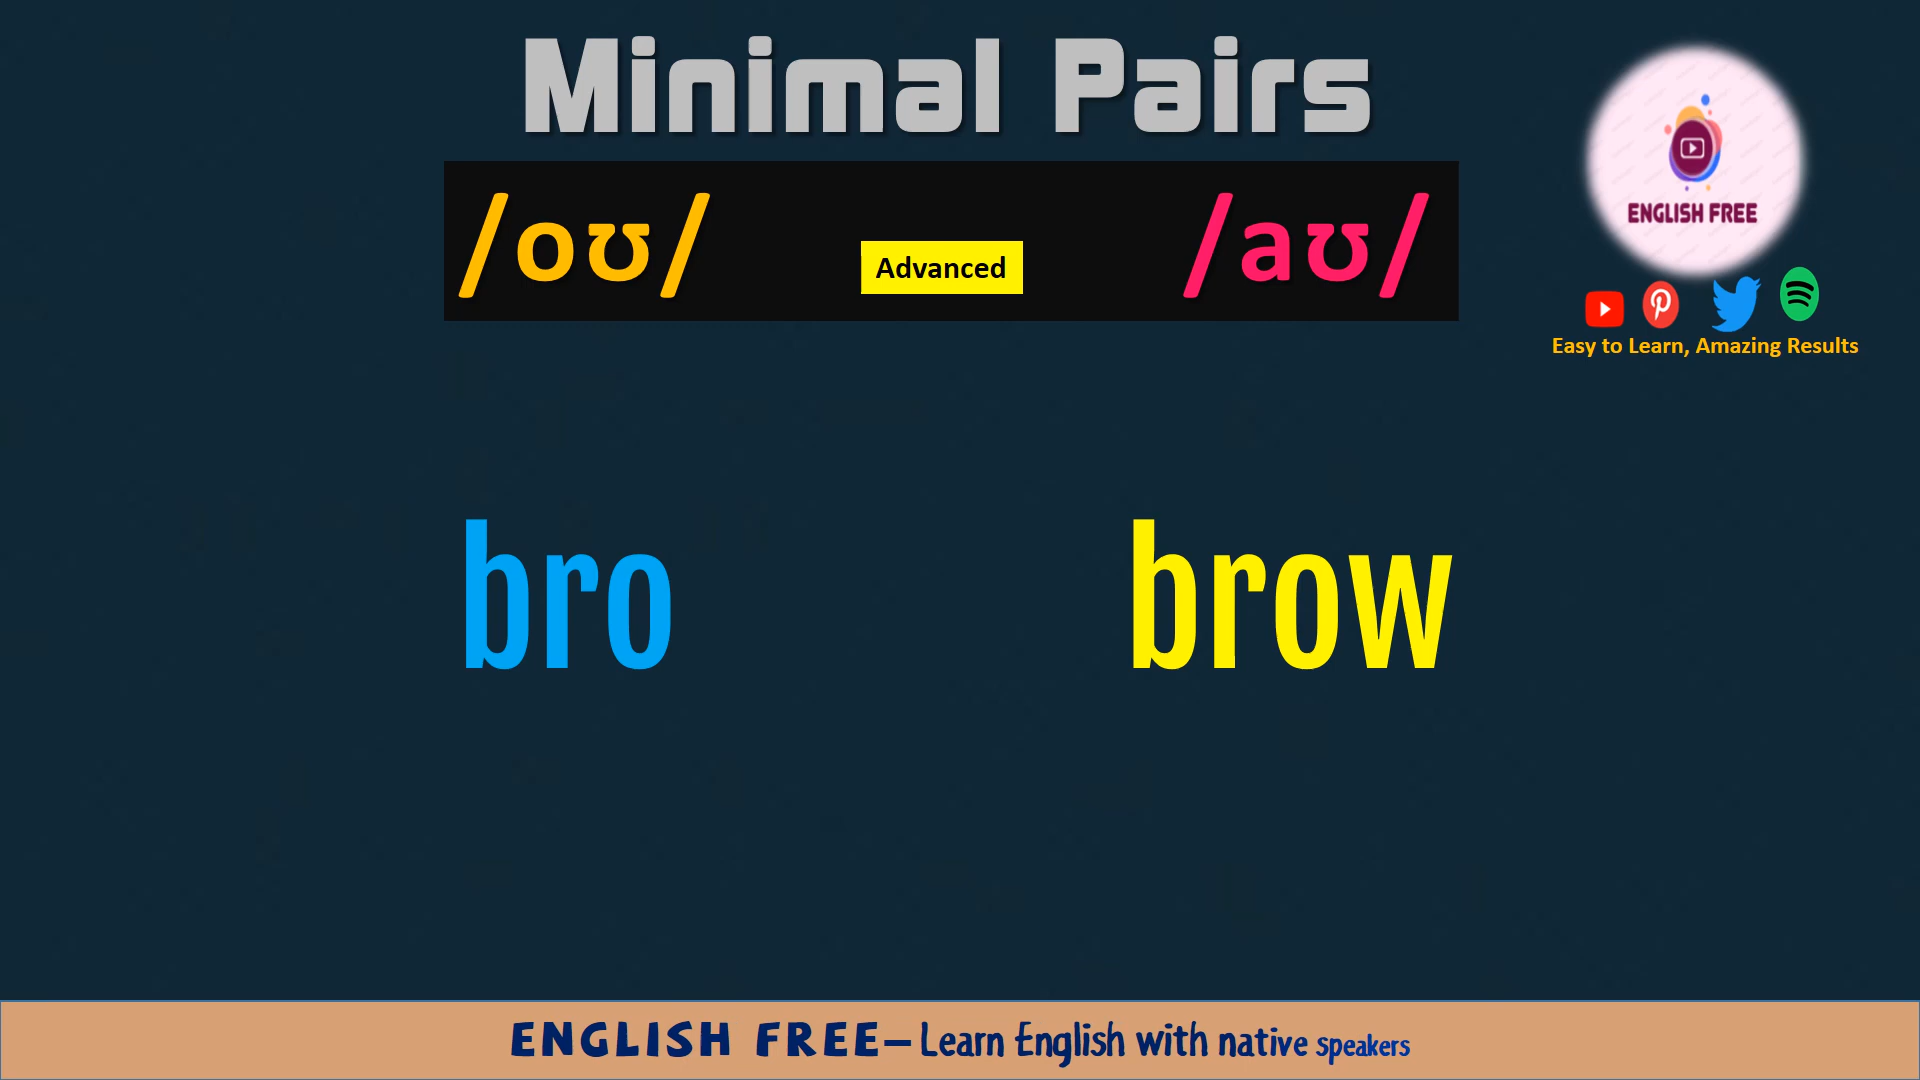 Minimal Pairs
/oʊ/ Advanced /aʊ/
ENGLISH FREE
Easy to Learn, Amazing Results
bro brow
ENGLISH FREE– Learn English with native speakers